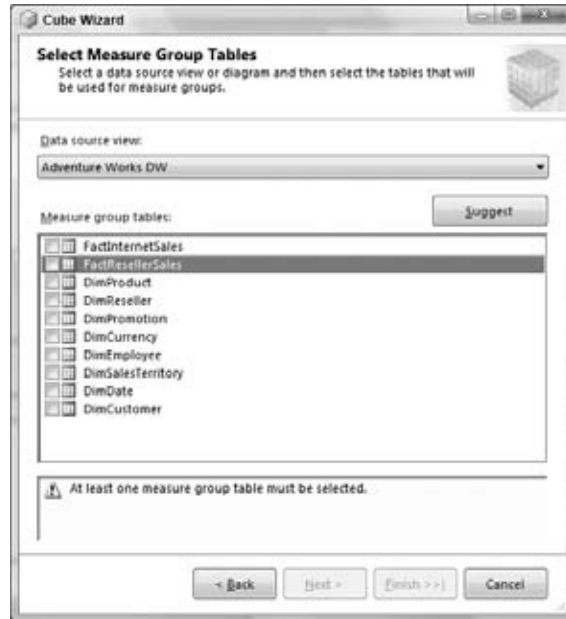 Cube Wizard
Select Measure Group Tables
Select a data source view or diagram and then select the tables that will
be used for measure groups.
Data source view:
Adventure Works DW
Suggest
Measure group tables:
FactInternetSales
FactResellerSales
DimProduct
DimReseller
DimPromotion
DimCurrency
DimEmployee
DimSalesTerritory
DimDate
DimCustomer
At least one measure group table must be selected.
< Back
Next >
Finish >>|
Cancel